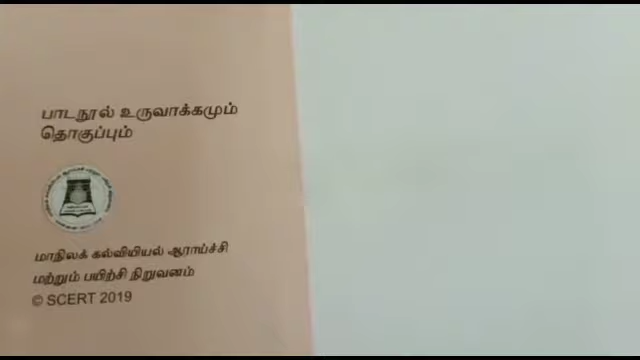 பாடநூல் உருவாக்கமும்
தொகுப்பும்
மாநிலக் கல்வியியல் ஆராய்ச்சி
மற்றும் பயிற்சி நிறுவனம்
© SCERT 2019